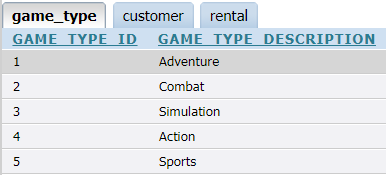 game_type customer rental
GAME_TYPE_ID GAME_TYPE_DESCRIPTION
1 Adventure
2 Combat
3 Simulation
4 Action
5 Sports